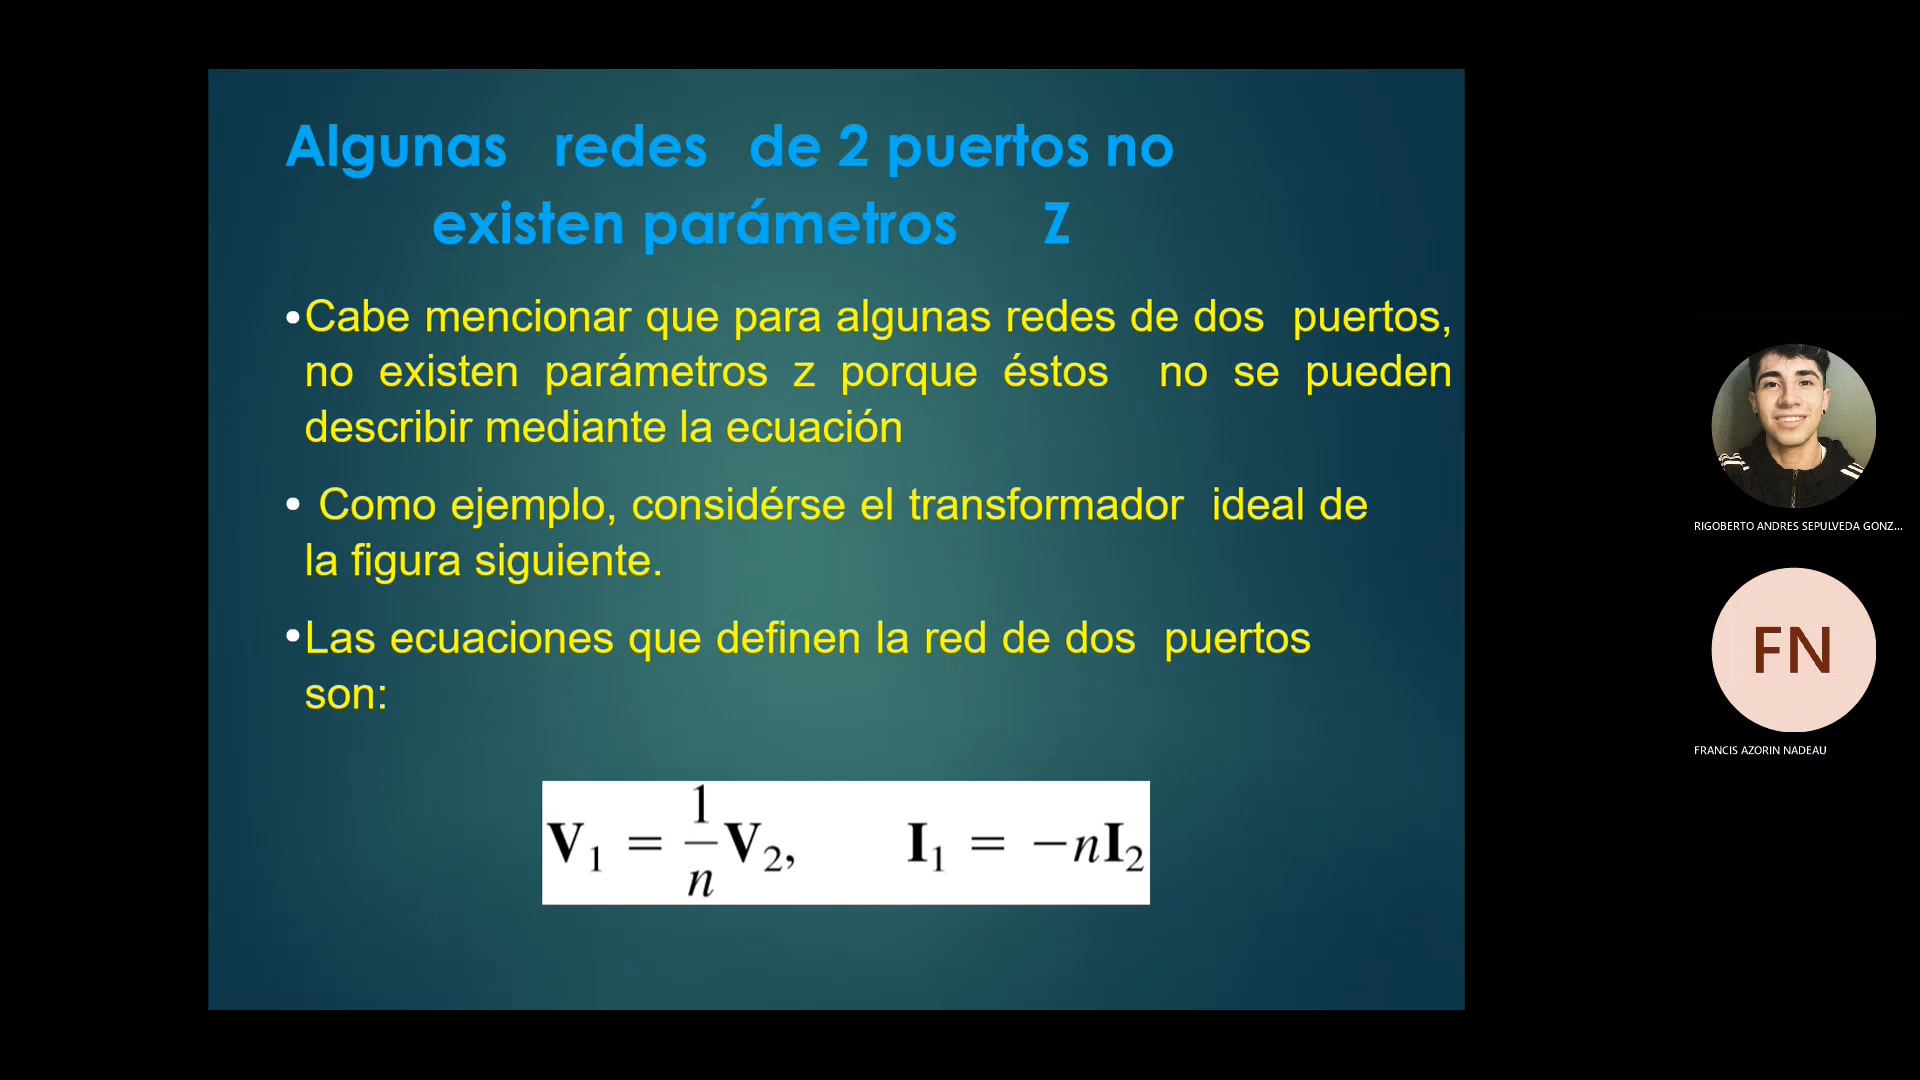 Algunas redes de 2 puertos no
existen parámetros Z
•Cabe mencionar que para algunas redes de dos puertos,
no existen parámetros z porque éstos no se pueden
describir mediante la ecuación
• Como ejemplo, considérse el transformador ideal de
la figura siguiente.
•Las ecuaciones que definen la red de dos puertos
son:
V₁ = 1/n V₂, I₁ = −nI₂
RIGOBERTO ANDRES SEPULVEDA GONZ...
FN
FRANCIS AZORIN NADEAU